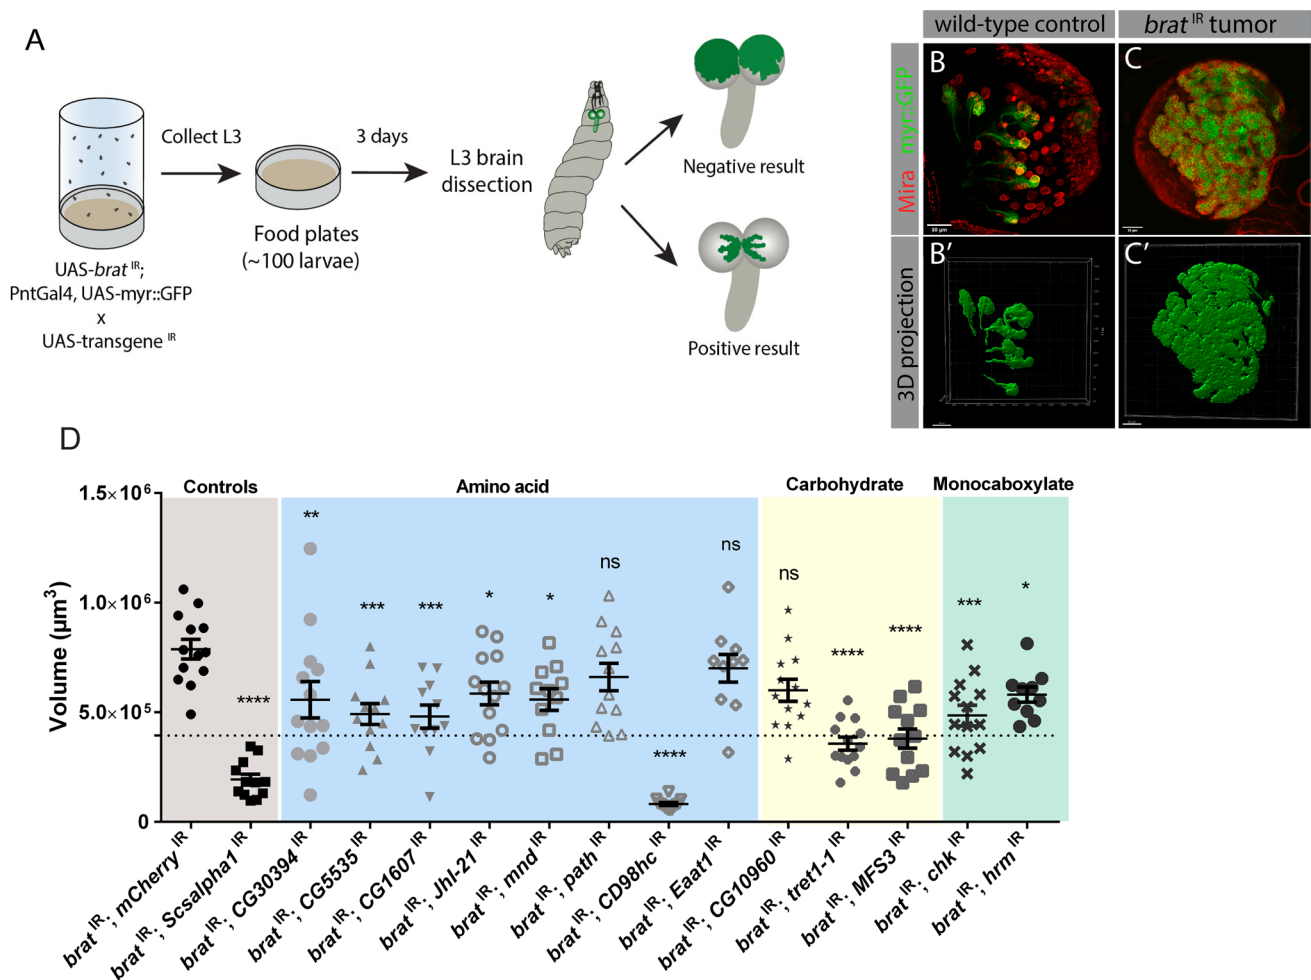 A
Collect L3
3 days
L3 brain
dissection
Negative result
Positive result
Food plates
(~100 larvae)
UAS-brat IR;
PntGal4, UAS-myr::GFP
x
UAS-transgene IR
wild-type control
brat IR tumor
Mira myr::GFP
B
C
3D projection
B'
C'
D
Controls
Amino acid
Carbohydrate
Monocaboxylate
Volume (µm³)
1.5× 10⁶
1.0× 10⁶
5.0× 10⁵
0
****
**
***
***
*
*
ns
****
ns
ns
****
****
***
*
brat IR; mCherry IR
brat IR; Scsalpha1 IR
brat IR; CG30394 IR
brat IR; CG5535 IR
brat IR; CG1607 IR
brat IR; JhI-21 IR
brat IR; mnd IR
brat IR; path IR
brat IR; CD98hc IR
brat IR; Eaat1 IR
brat IR; CG10960 IR
brat IR; tret1-1 IR
brat IR; MFS3 IR
brat IR; chk IR
brat IR; hrm IR